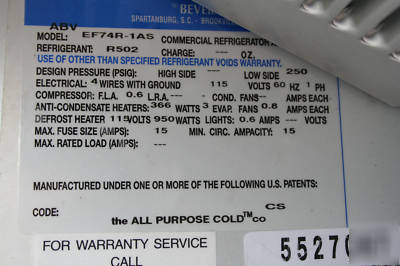 BEVER
SPARTANBURG, S.C. - BROOKVIL
ABV
MODEL: EF74R-1AS COMMERCIAL REFRIGERATOR A
REFRIGERANT: R502 CHARGE: --- OZ.
USE OF OTHER THAN SPECIFIED REFRIGERANT VOIDS WARRANTY.
DESIGN PRESSURE (PSIG): HIGH SIDE --- LOW SIDE 250
ELECTRICAL: 4 WIRES WITH GROUND 115 VOLTS 60 HZ 1 PH
COMPRESSOR: F.L.A. 0.6 L.R.A. --- - COND. FANS --- AMPS EACH
ANTI-CONDENSATE HEATERS: 366 WATTS 3 EVAP. FANS 0.8 AMPS EACH
DEFROST HEATER 115 VOLTS 950 WATTS LIGHTS: 0.6 AMPS --- VOLTS
MAX. FUSE SIZE (AMPS): 15 MIN. CIRC. AMPACITY: 15
MAX. RATED LOAD (AMPS): ---
MANUFACTURED UNDER ONE OR MORE OF THE FOLLOWING U.S. PATENTS:
CODE: CS
the ALL PURPOSE COLD™ co
FOR WARRANTY SERVICE
CALL
5527